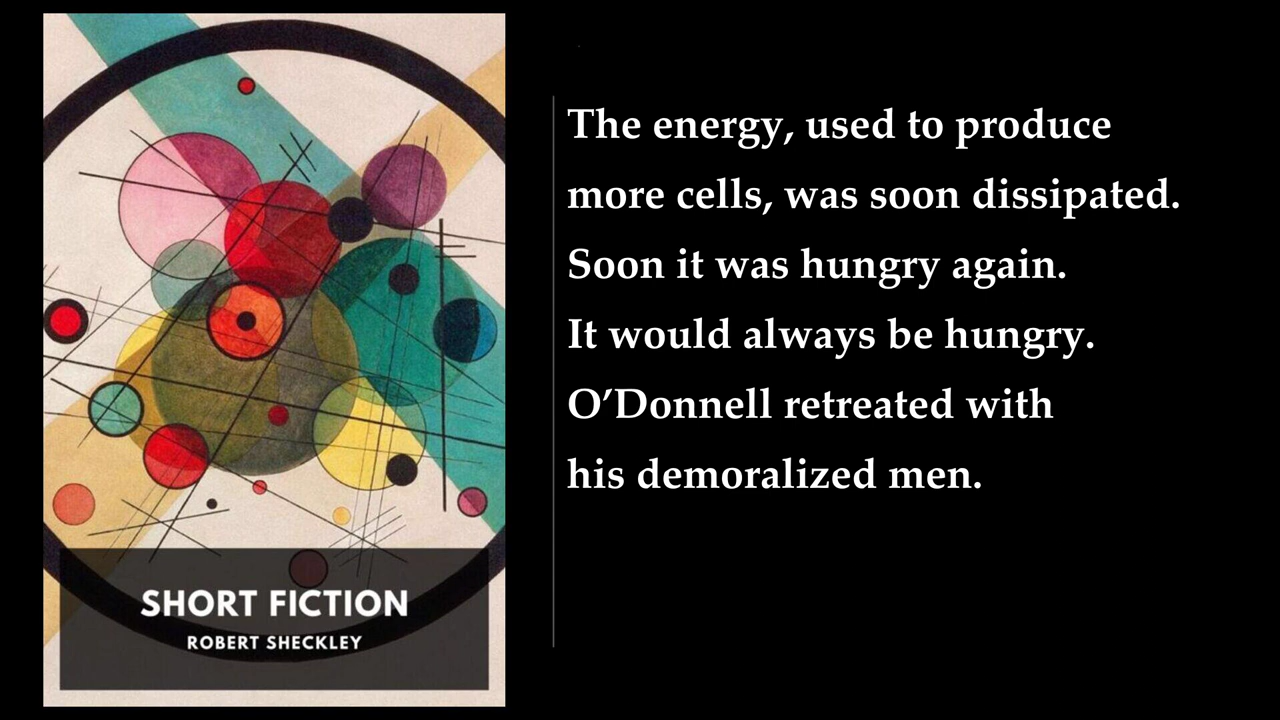 SHORT FICTION
ROBERT SHECKLEY
The energy, used to produce
more cells, was soon dissipated.
Soon it was hungry again.
It would always be hungry.
O’Donnell retreated with
his demoralized men.